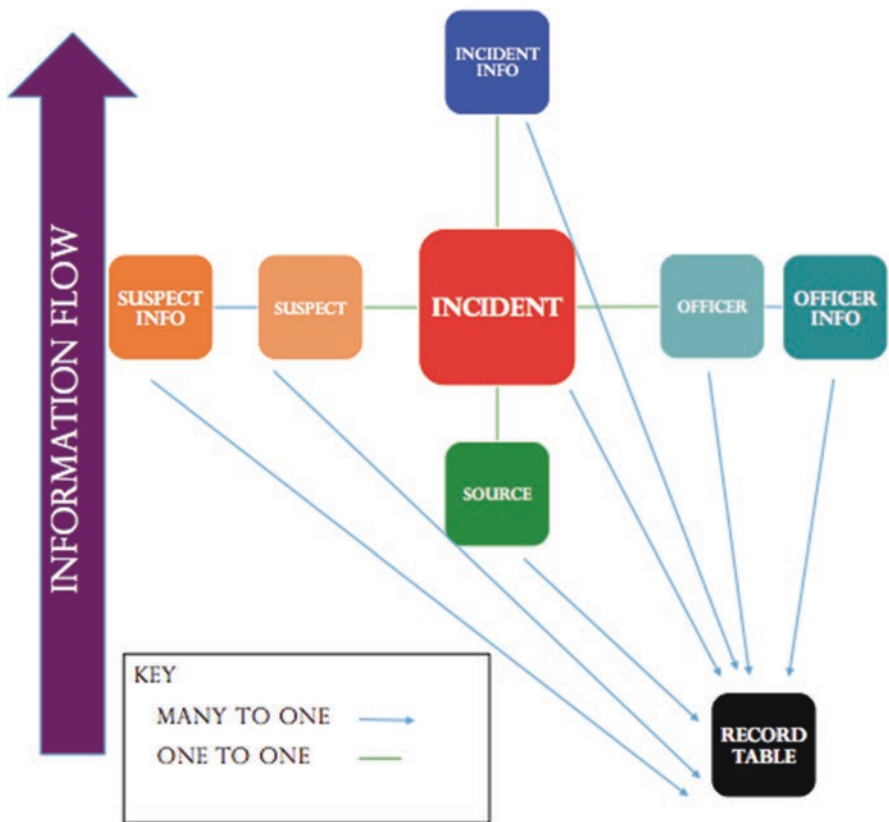 INCIDENT
INFO
INFORMATION FLOW
SUSPECT
INFO
SUSPECT
INCIDENT
OFFICER
OFFICER
INFO
SOURCE
KEY
MANY TO ONE
ONE TO ONE
RECORD
TABLE